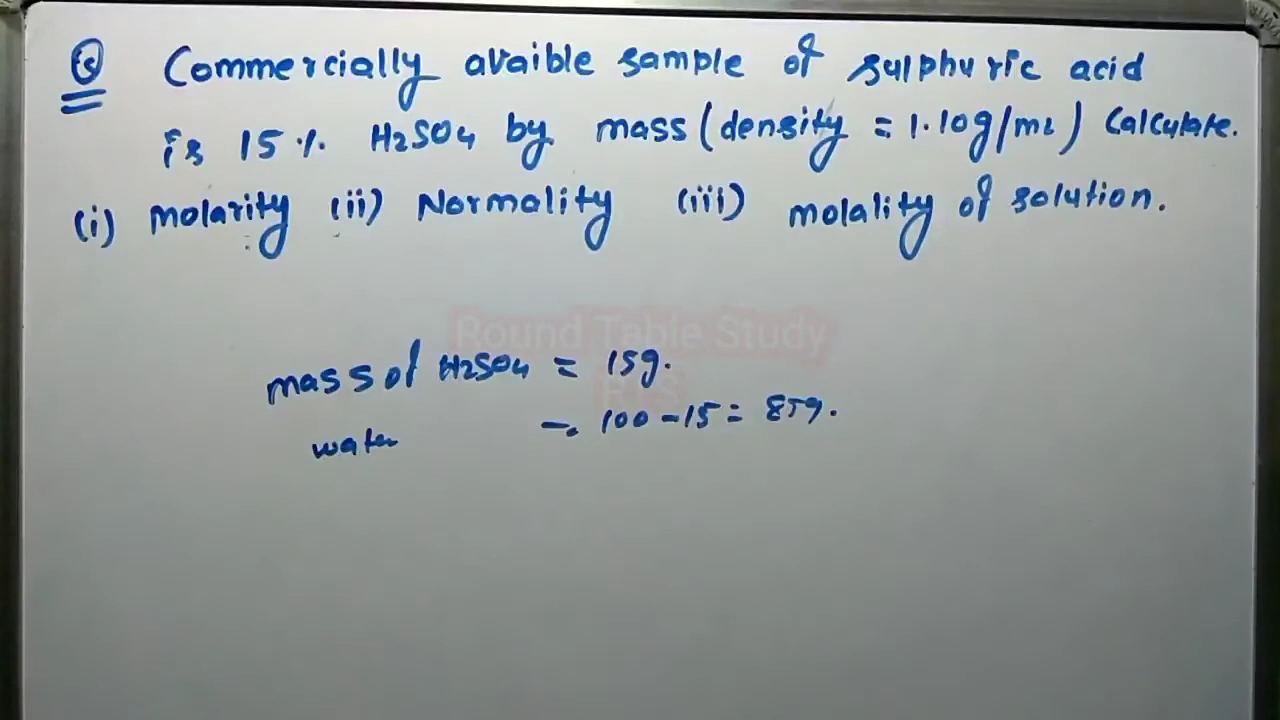 Q Commercially avaible sample of sulphuric acid
is 15 % H2SO4 by mass (density = 1.10g/mL) Calculate.
(i) molarity (ii) Normality (iii) molality of solution.
Round Table Study
RTS
mass of H2SO4 = 15g.
water → 100 - 15 = 85g.